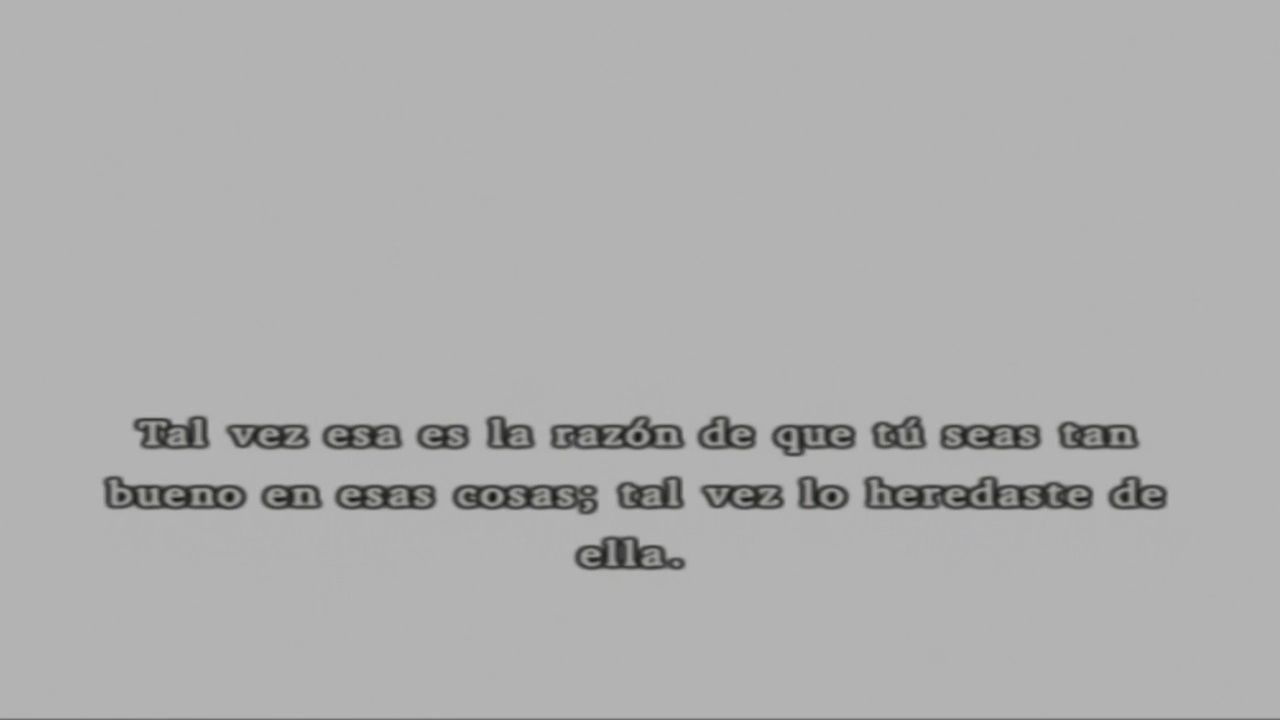 Tal vez esa es la razón de que tú seas tan
bueno en esas cosas; tal vez lo heredaste de
ella.